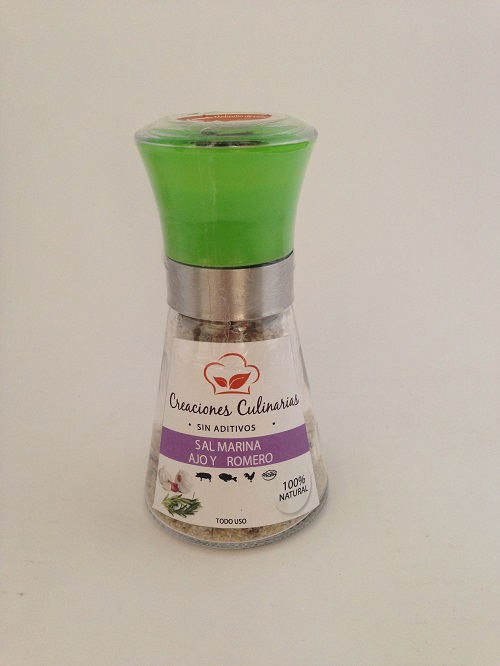 Creaciones Culinarias
• SIN ADITIVOS •
SAL MARINA
AJO Y ROMERO
100%
NATURAL
TODO USO